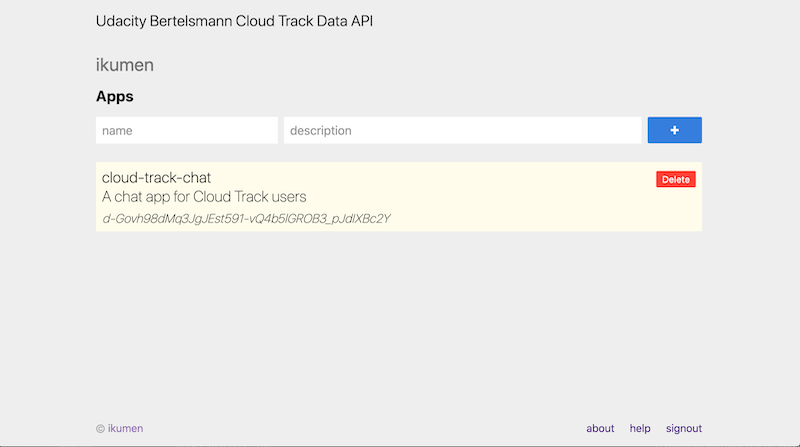 Udacity Bertelsmann Cloud Track Data API
ikumen
Apps
name
description
+
cloud-track-chat
Delete
A chat app for Cloud Track users
d-Govh98dMq3JgJEst591-vQ4b5lGROB3_pJdlXBc2Y
© ikumen
about
help
signout